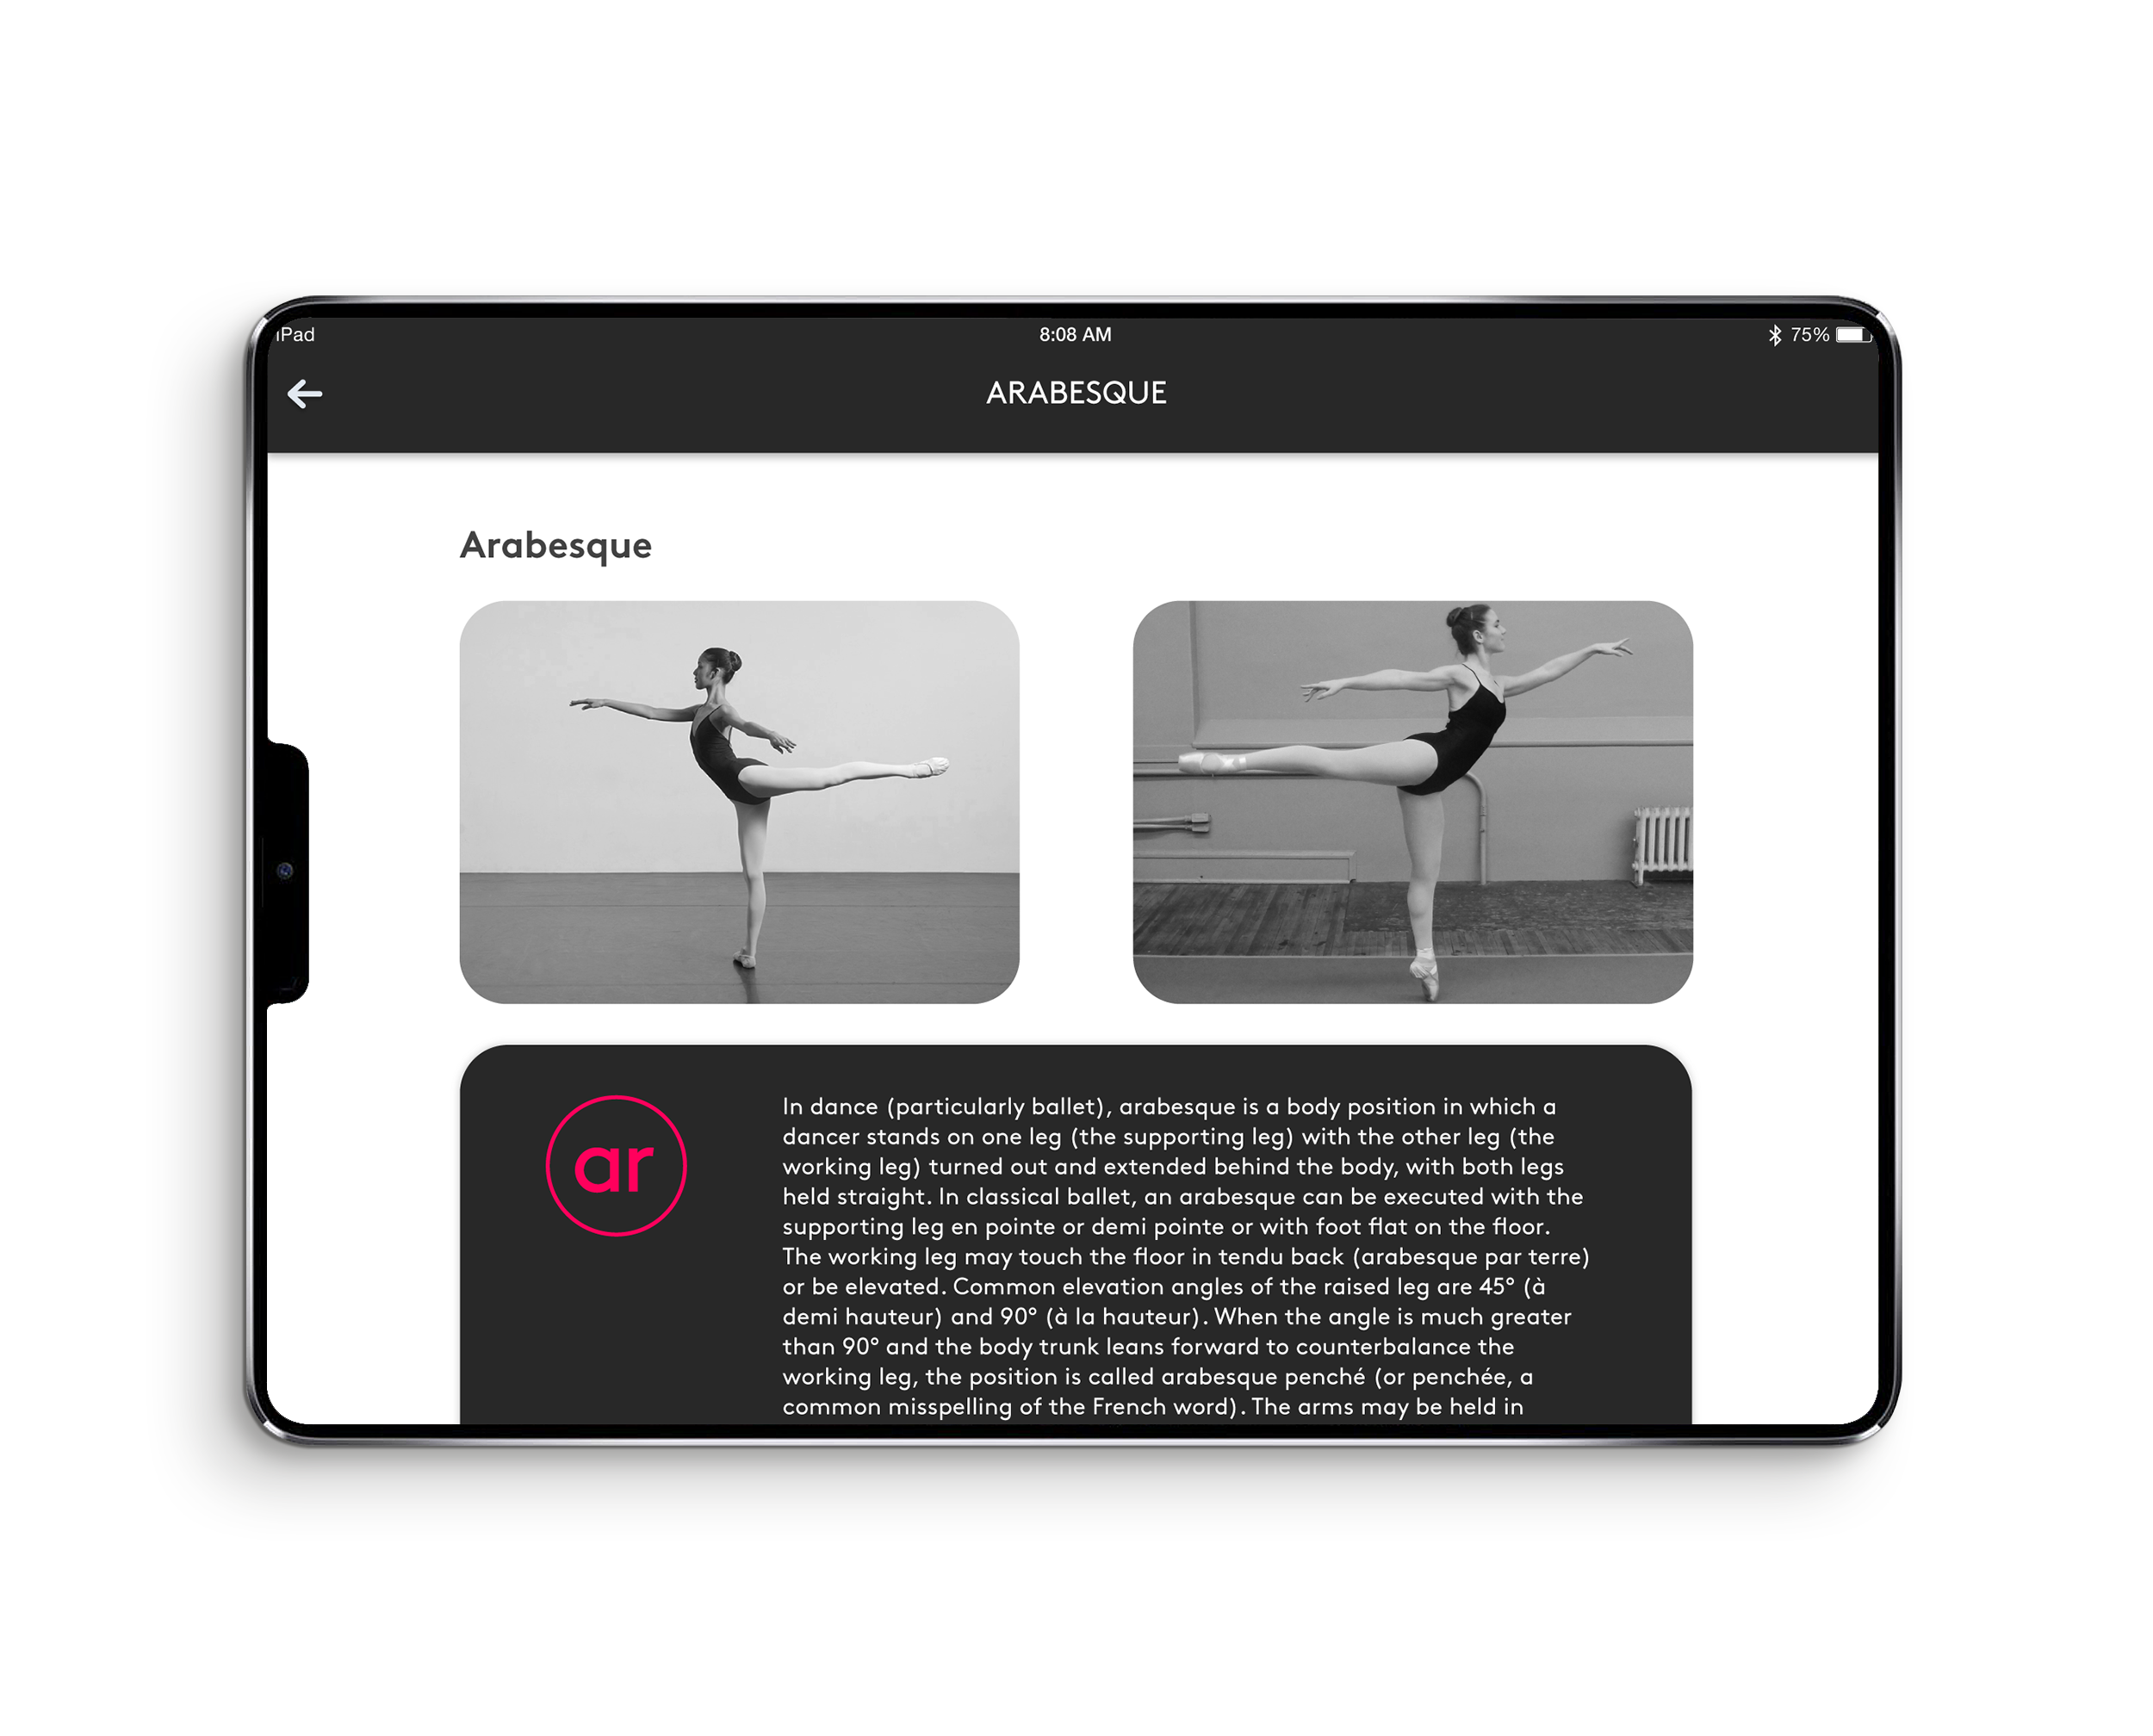 iPad 8:08 AM 75%
ARABESQUE
Arabesque
ar
In dance (particularly ballet), arabesque is a body position in which a
dancer stands on one leg (the supporting leg) with the other leg (the
working leg) turned out and extended behind the body, with both legs
held straight. In classical ballet, an arabesque can be executed with the
supporting leg en pointe or demi pointe or with foot flat on the floor.
The working leg may touch the floor in tendu back (arabesque par terre)
or be elevated. Common elevation angles of the raised leg are 45° (à
demi hauteur) and 90° (à la hauteur). When the angle is much greater
than 90° and the body trunk leans forward to counterbalance the
working leg, the position is called arabesque penché (or penchée, a
common misspelling of the French word). The arms may be held in